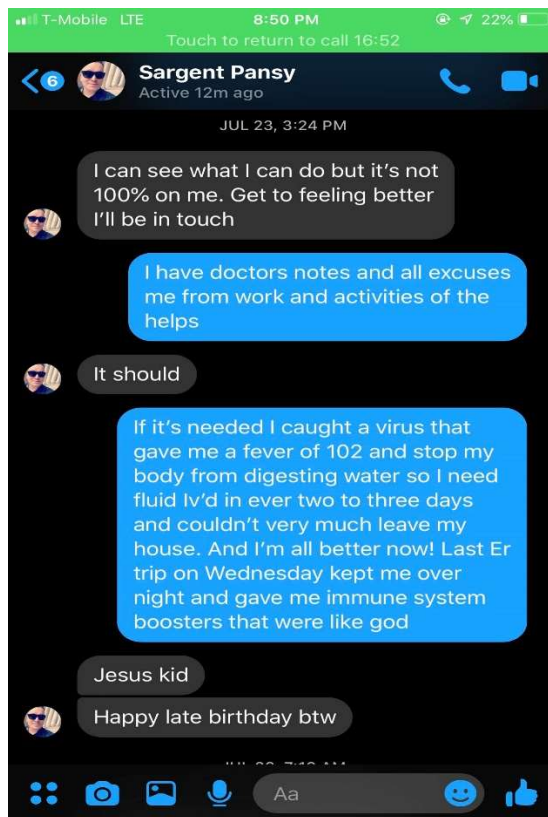 T-Mobile LTE 8:50 PM 22%
Touch to return to call 16:52
6 Sargent Pansy
Active 12m ago
JUL 23, 3:24 PM
I can see what I can do but it's not
100% on me. Get to feeling better
I'll be in touch
I have doctors notes and all excuses
me from work and activities of the
helps
It should
If it's needed I caught a virus that
gave me a fever of 102 and stop my
body from digesting water so I need
fluid Iv'd in ever two to three days
and couldn't very much leave my
house. And I'm all better now! Last Er
trip on Wednesday kept me over
night and gave me immune system
boosters that were like god
Jesus kid
Happy late birthday btw
Aa